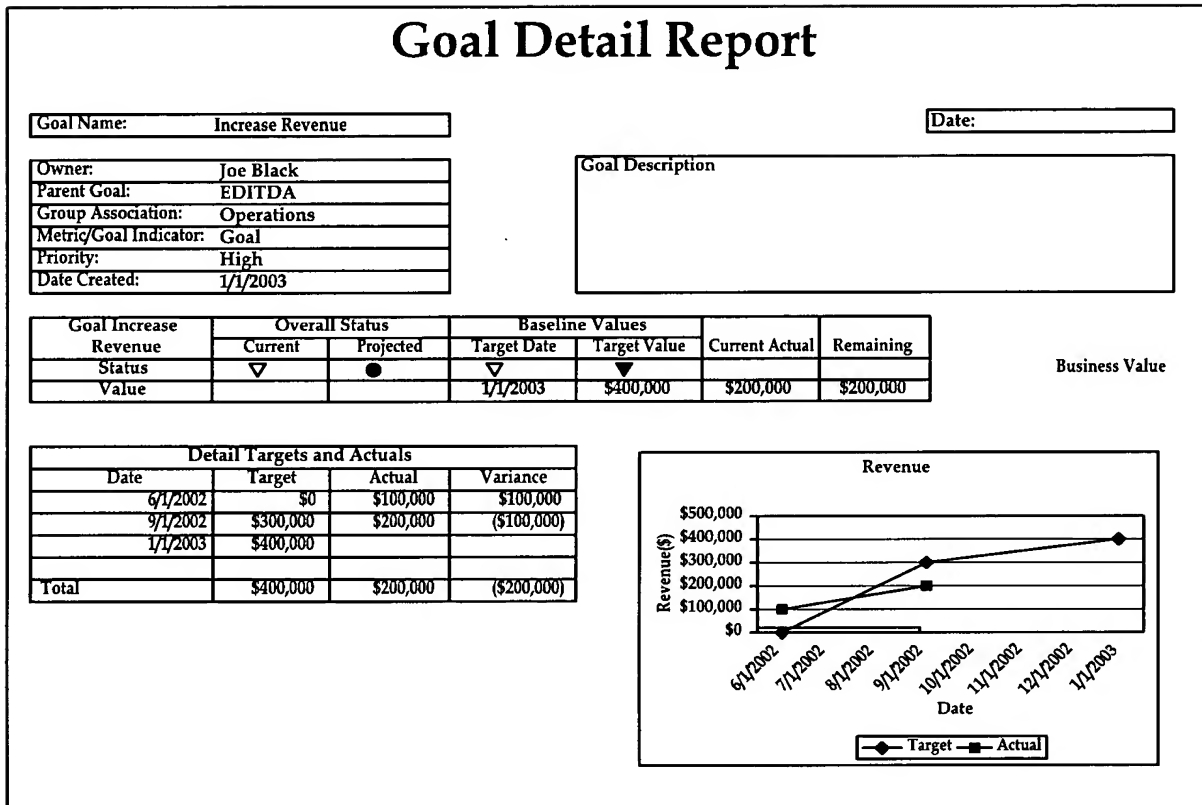 Goal Detail Report
Goal Name: Increase Revenue
Date:
Owner: Joe Black
Parent Goal: EDITDA
Group Association: Operations
Metric/Goal Indicator: Goal
Priority: High
Date Created: 1/1/2003
Goal Description
Goal Increase Revenue Overall Status Baseline Values Current Actual Remaining
Current Projected Target Date Target Value
Status
Value 1/1/2003 $400,000 $200,000 $200,000
Business Value
Detail Targets and Actuals
Date Target Actual Variance
6/1/2002 $0 $100,000 $100,000
9/1/2002 $300,000 $200,000 ($100,000)
1/1/2003 $400,000
Total $400,000 $200,000 ($200,000)
Revenue
Revenue($)
$500,000
$400,000
$300,000
$200,000
$100,000
$0
6/1/2002 7/1/2002 8/1/2002 9/1/2002 10/1/2002 11/1/2002 12/1/2002 1/1/2003
Date
Target Actual